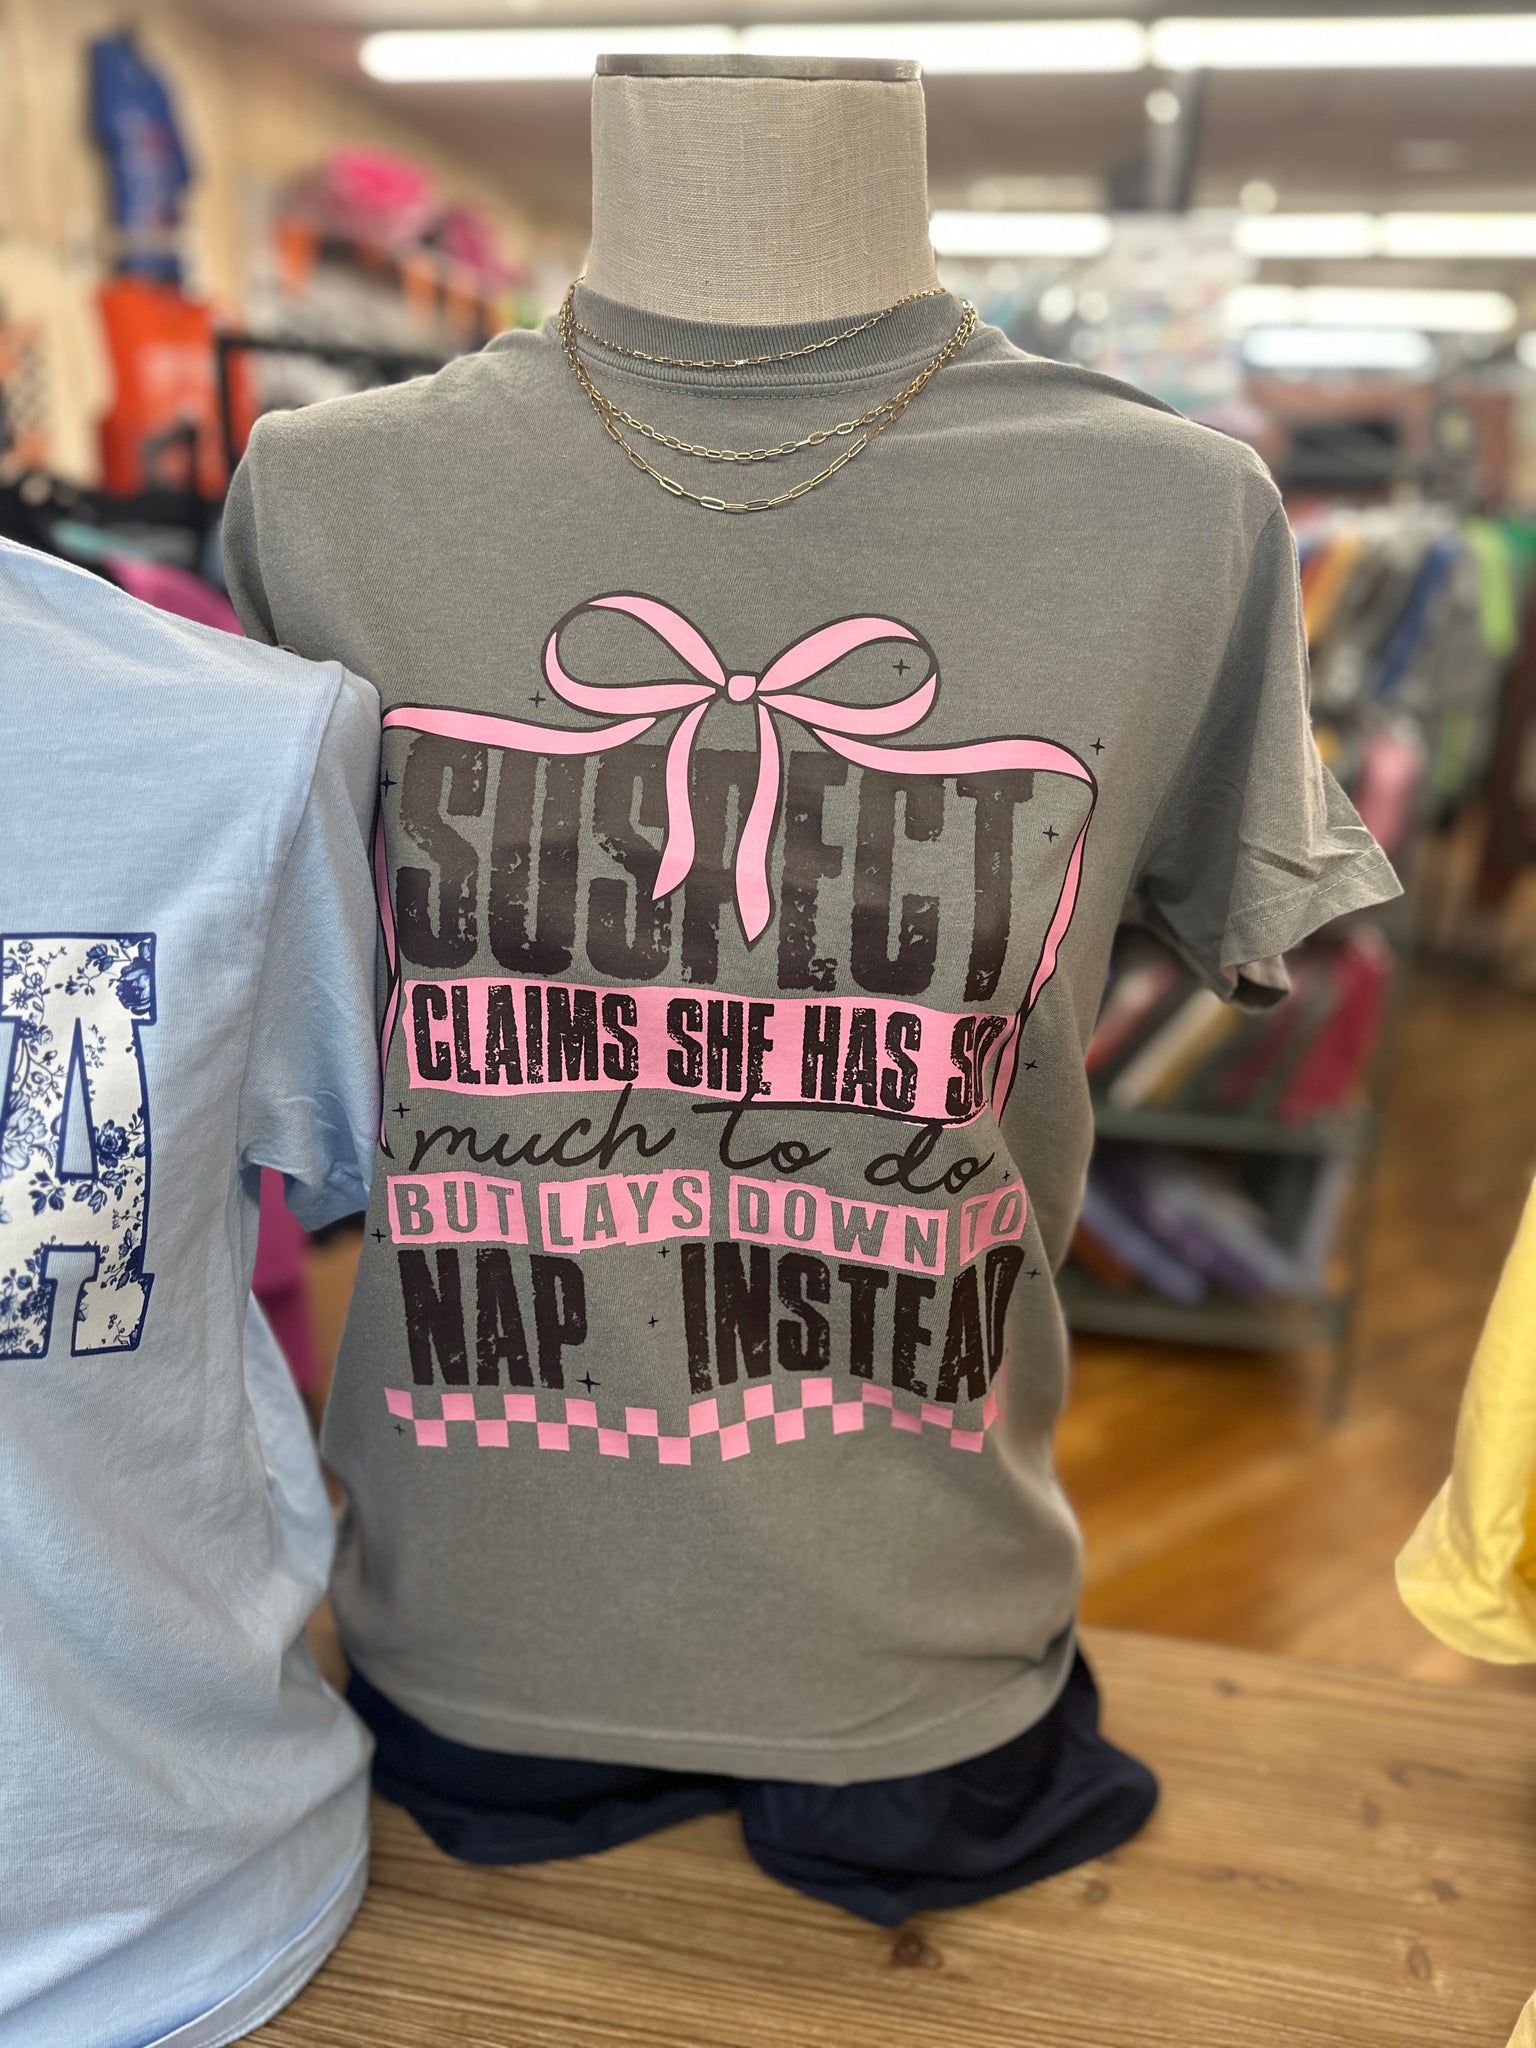 SUSPECT
CLAIMS SHE HAS SO
much to do
BUT LAYS DOWN TO
NAP INSTEAD
A